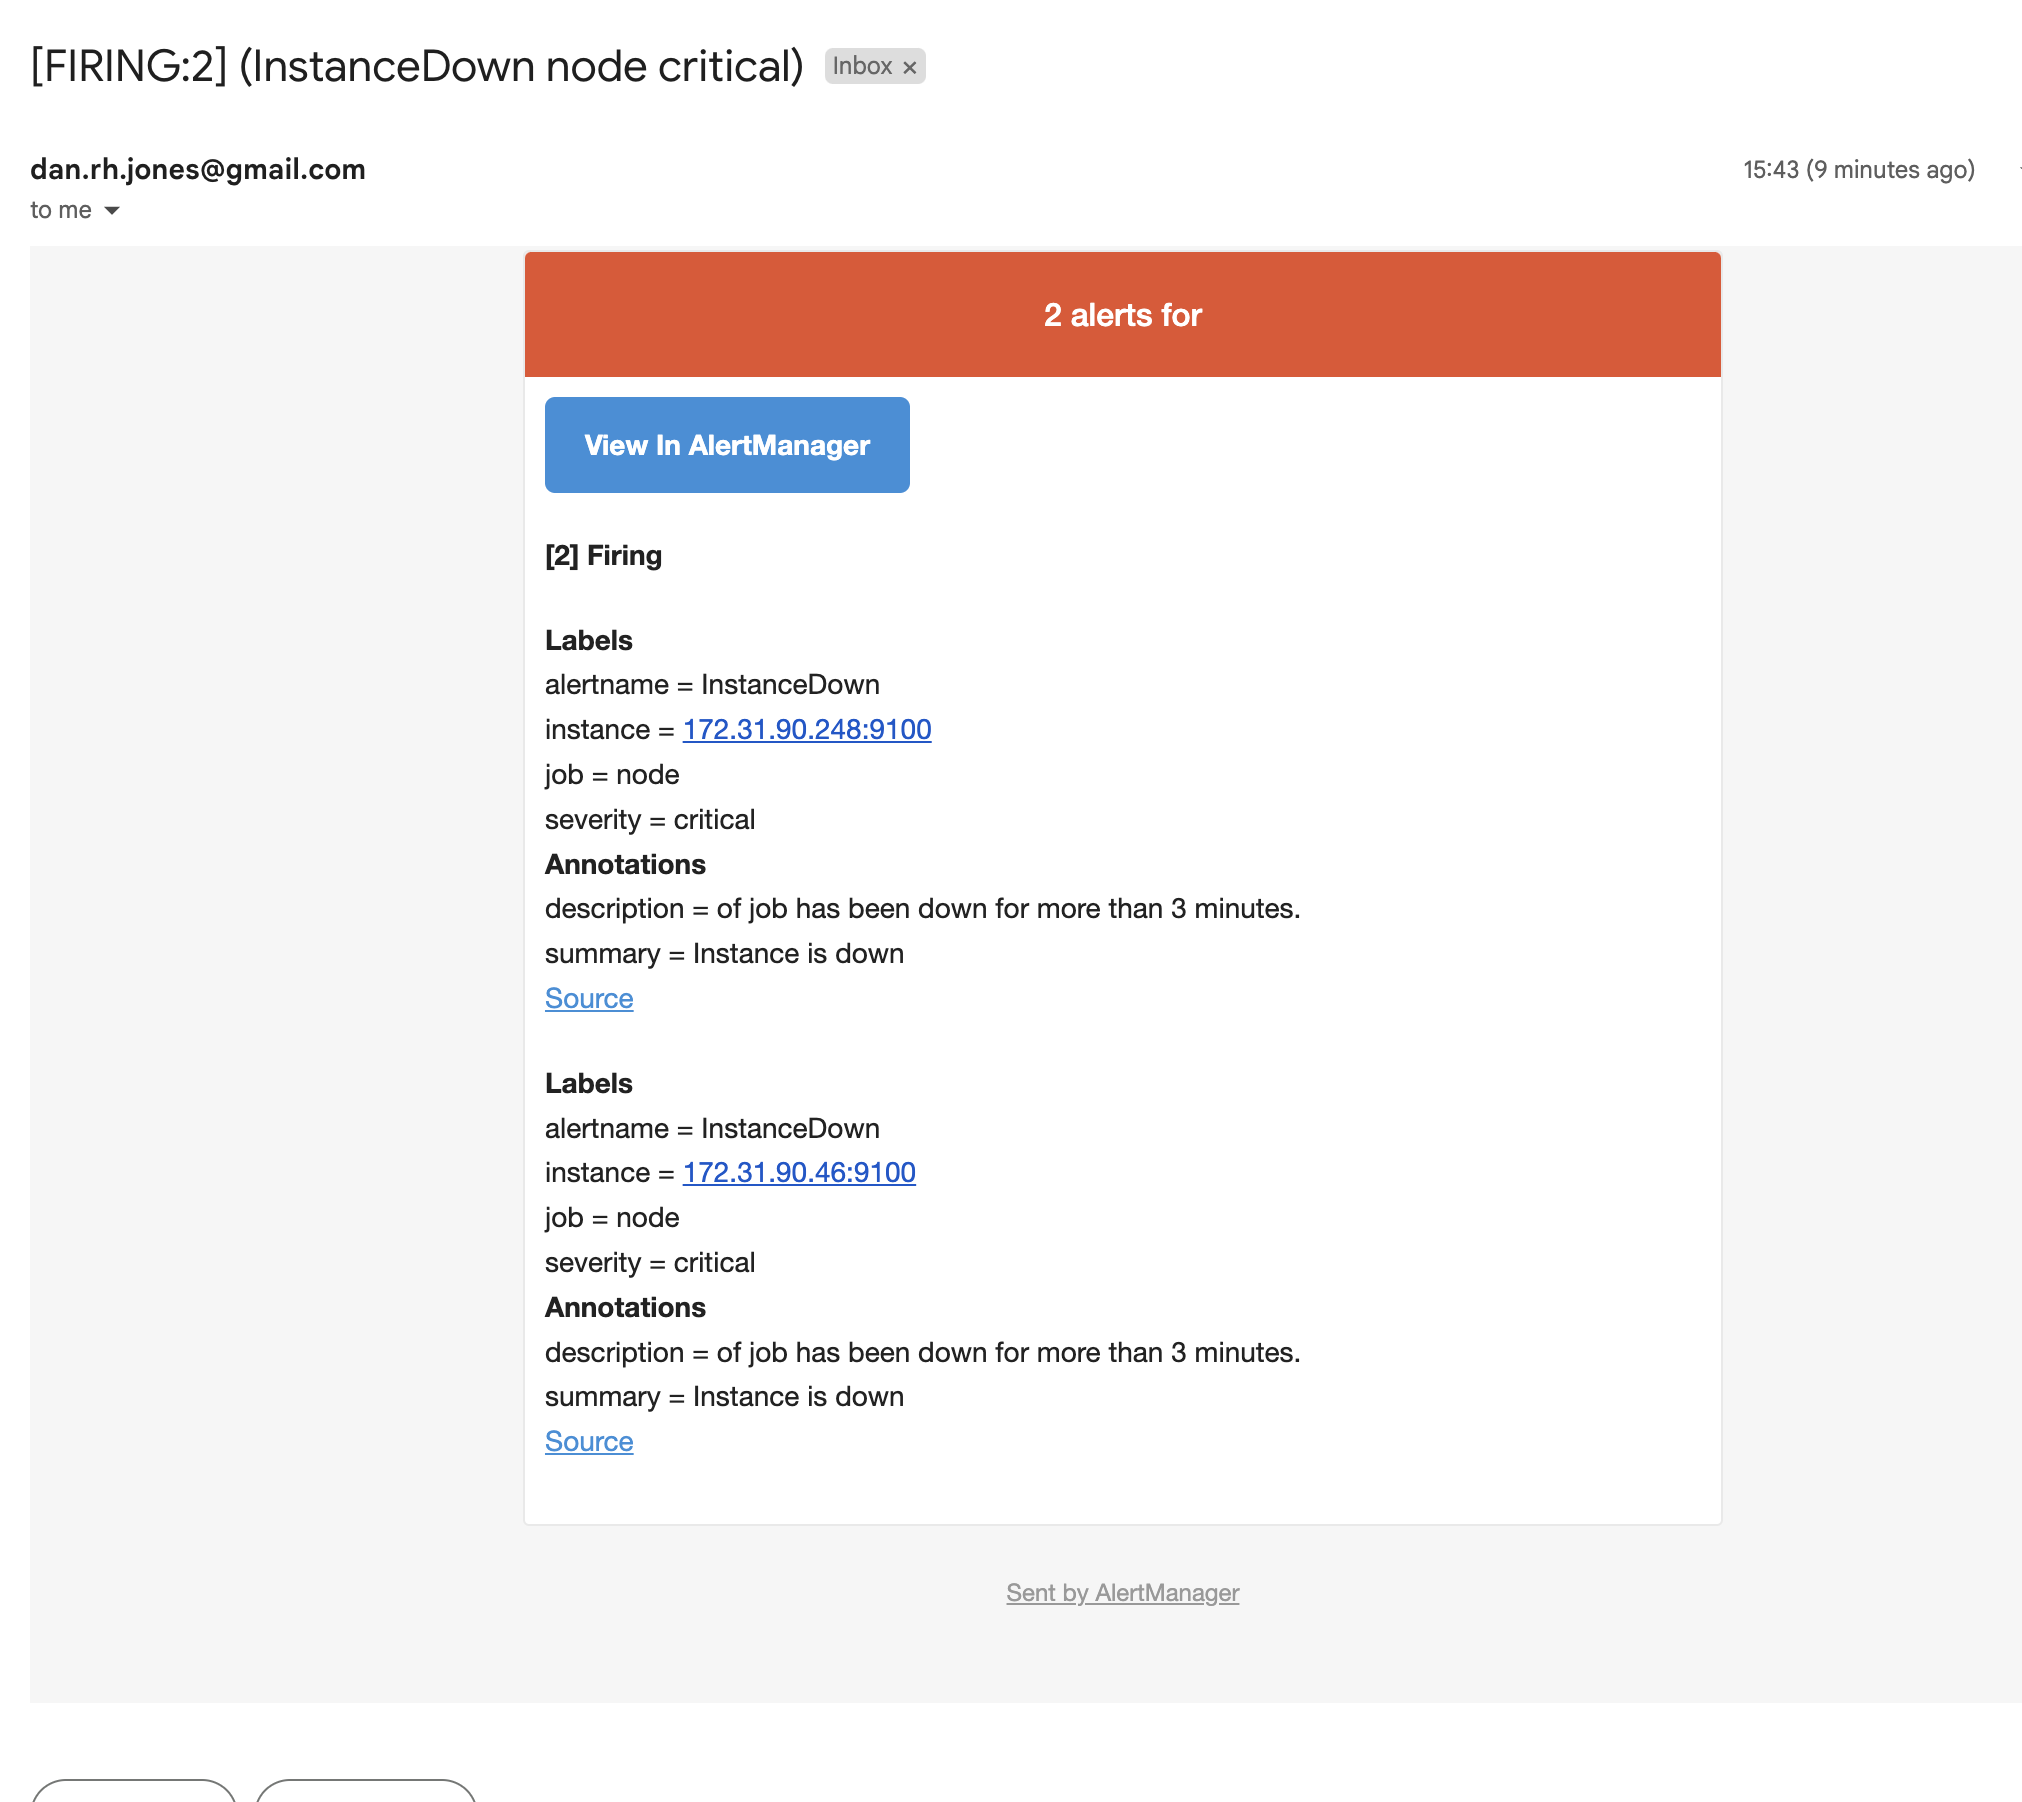 [FIRING:2] (InstanceDown node critical) Inbox ×
dan.rh.jones@gmail.com 15:43 (9 minutes ago)
to me
2 alerts for
View In AlertManager
[2] Firing
Labels
alertname = InstanceDown
instance = 172.31.90.248:9100
job = node
severity = critical
Annotations
description = of job has been down for more than 3 minutes.
summary = Instance is down
Source
Labels
alertname = InstanceDown
instance = 172.31.90.46:9100
job = node
severity = critical
Annotations
description = of job has been down for more than 3 minutes.
summary = Instance is down
Source
Sent by AlertManager